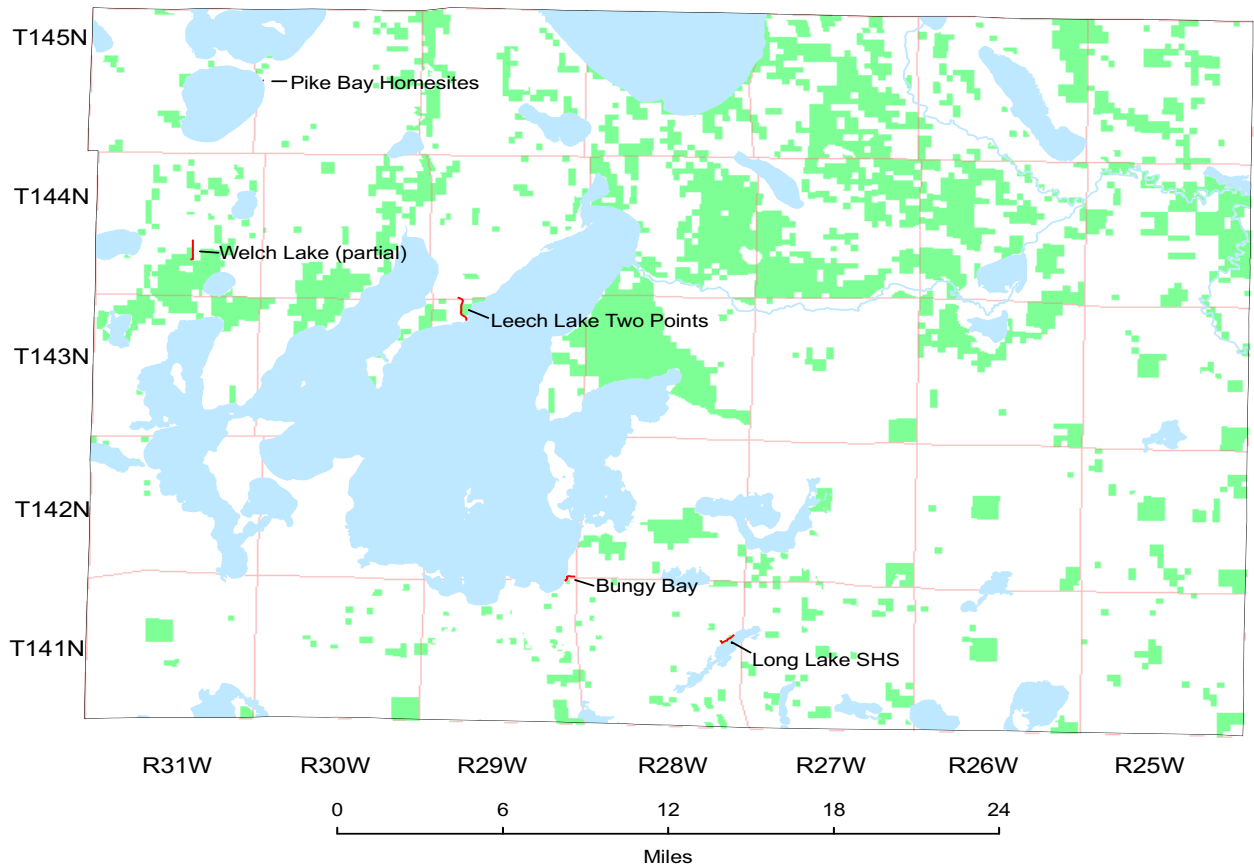 T145N
Pike Bay Homesites
T144N
Welch Lake (partial)
Leech Lake Two Points
T143N
T142N
Bungy Bay
T141N
Long Lake SHS
R31W R30W R29W R28W R27W R26W R25W
0 6 12 18 24
Miles